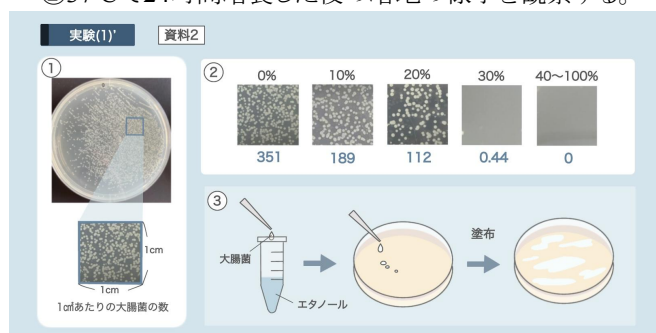 ②37℃で24時間培養した後の培地の様子を観察する。
実験(1)' 資料2
①
1cm
1cm
1㎠あたりの大腸菌の数
②
0% 10% 20% 30% 40〜100%
351 189 112 0.44 0
③
大腸菌
エタノール
塗布